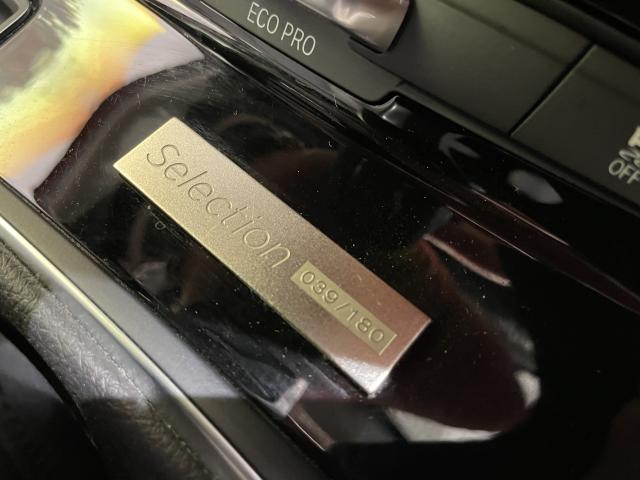 ECO PRO
OFF
Selection
039/180